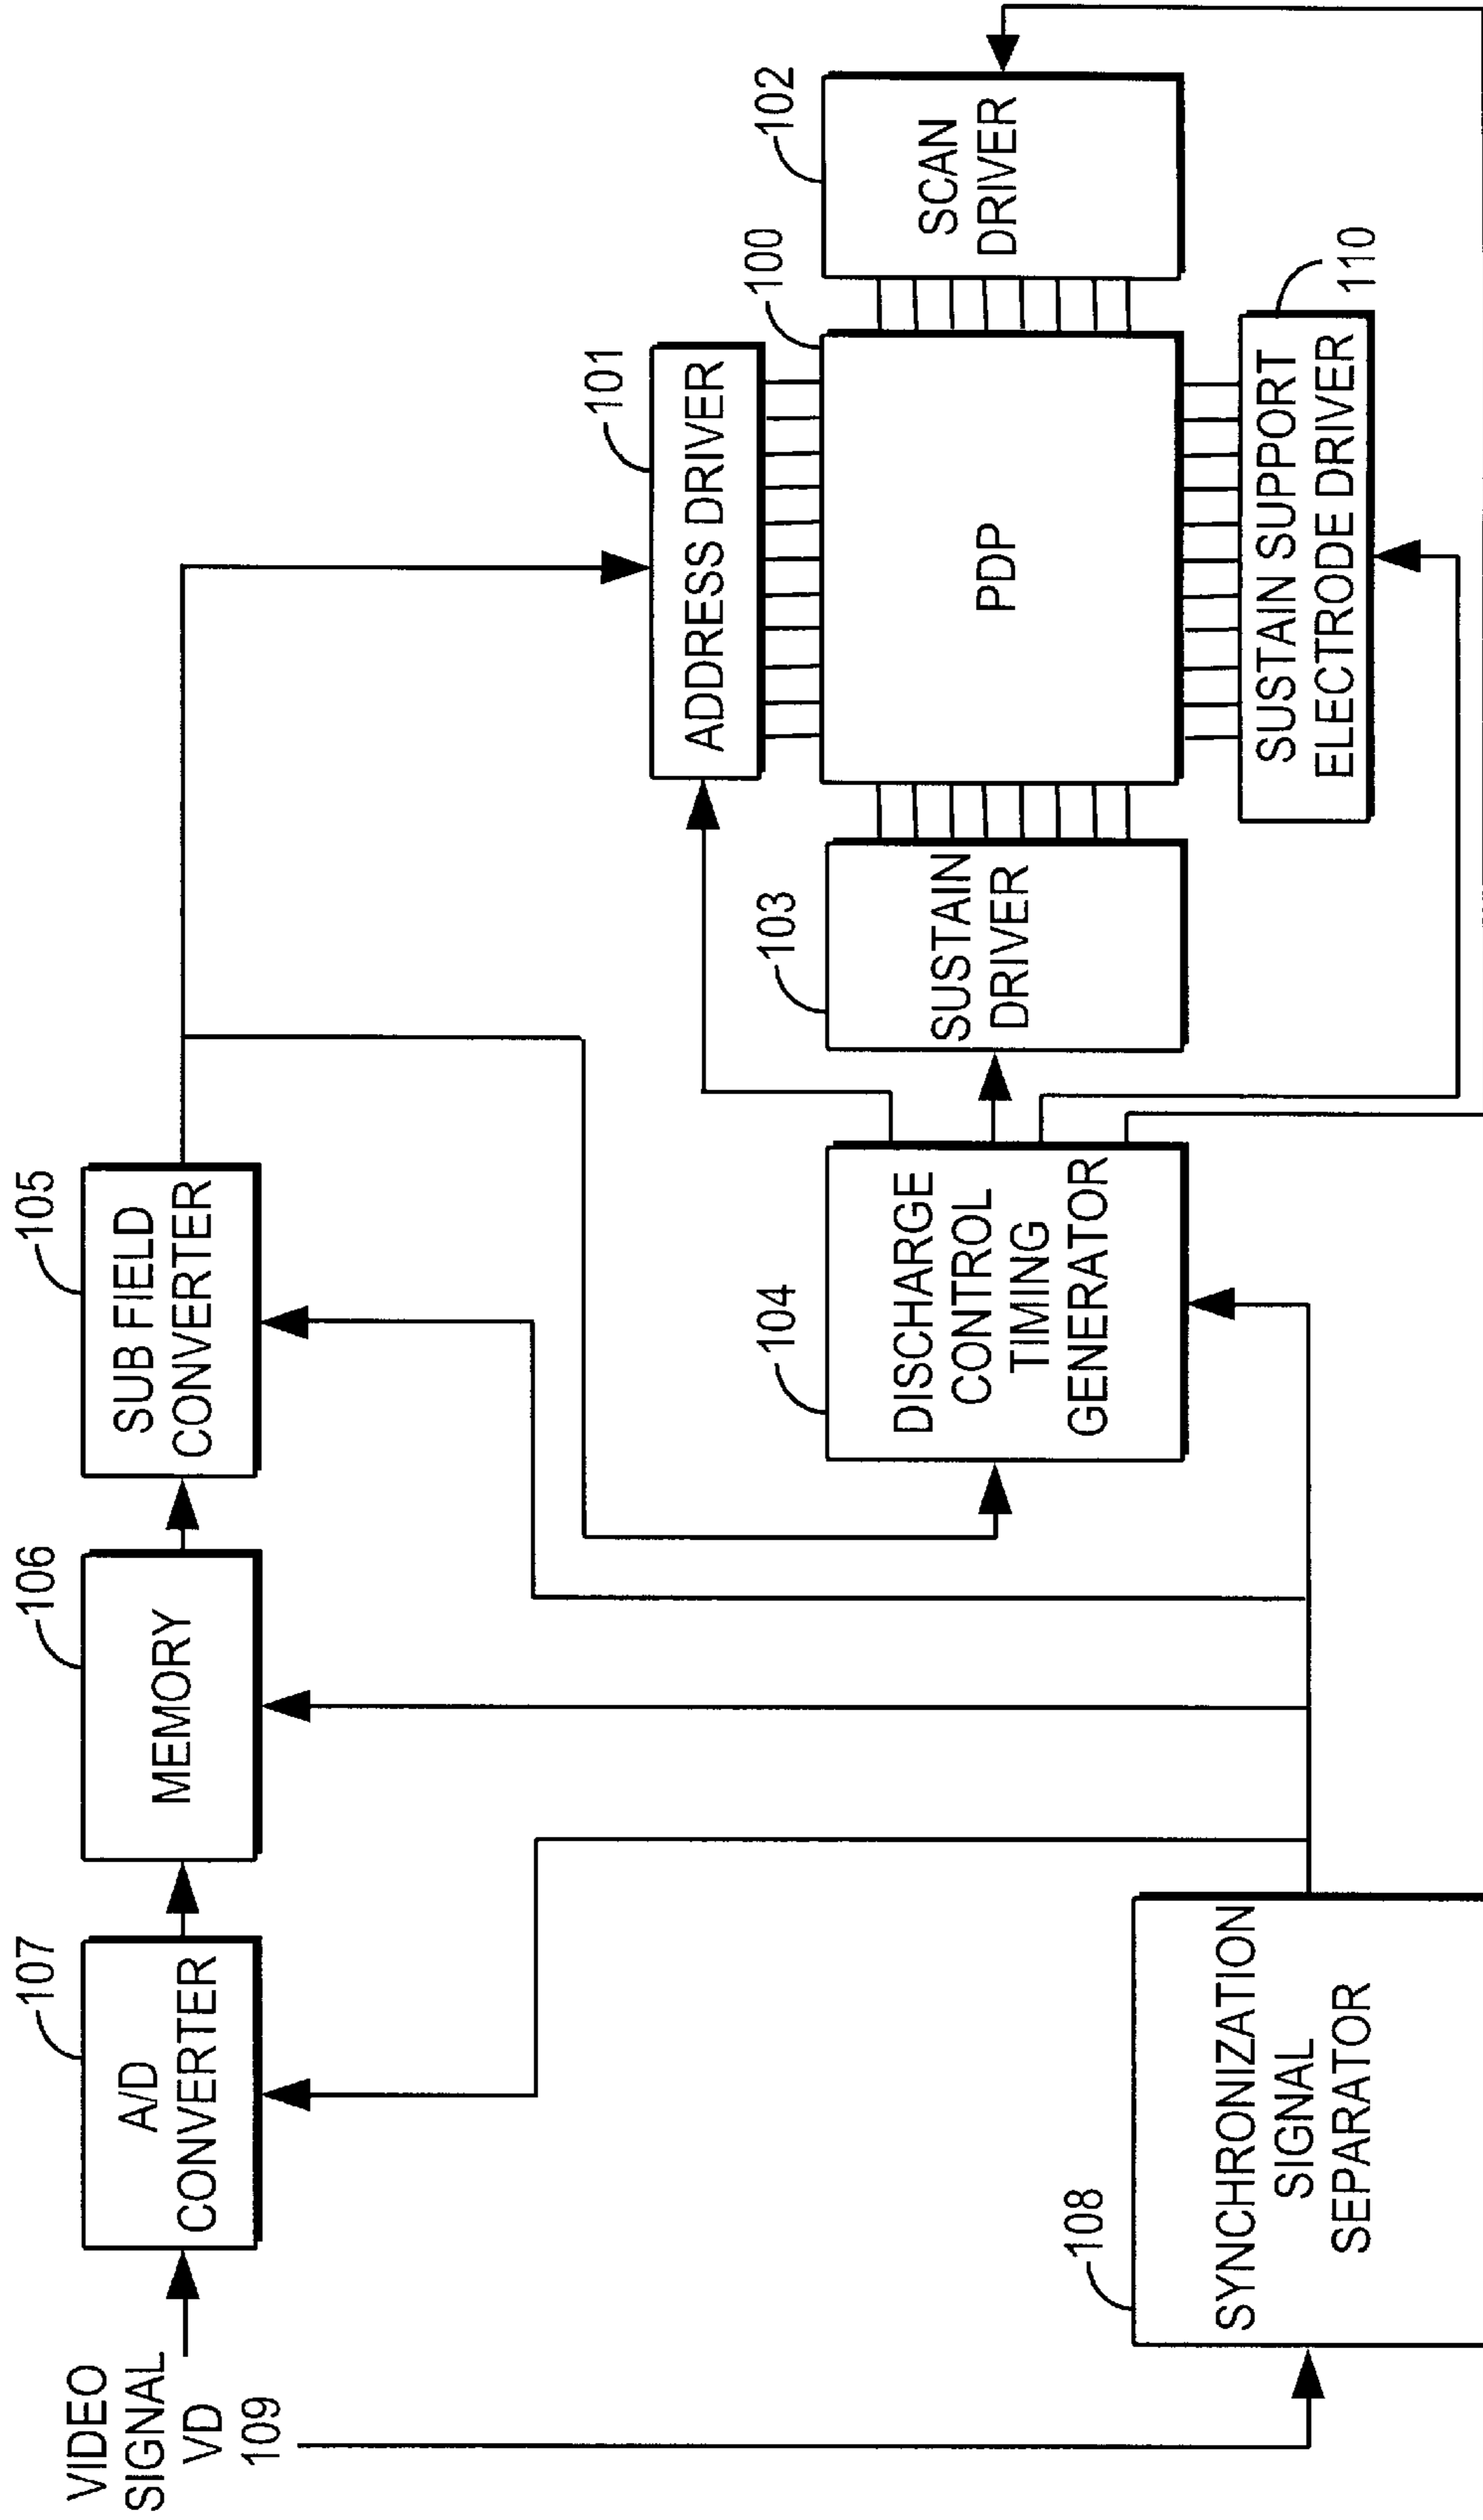 VIDEO
SIGNAL
VD
109
107
A/D
CONVERTER
106
MEMORY
105
SUB FIELD
CONVERTER
101
ADDRESS DRIVER
108
SYNCHRONIZATION
SIGNAL
SEPARATOR
104
DISCHARGE
CONTROL
TIMING
GENERATOR
103
SUSTAIN
DRIVER
100
PDP
102
SCAN
DRIVER
SUSTAIN SUPPORT
ELECTRODE DRIVER
110